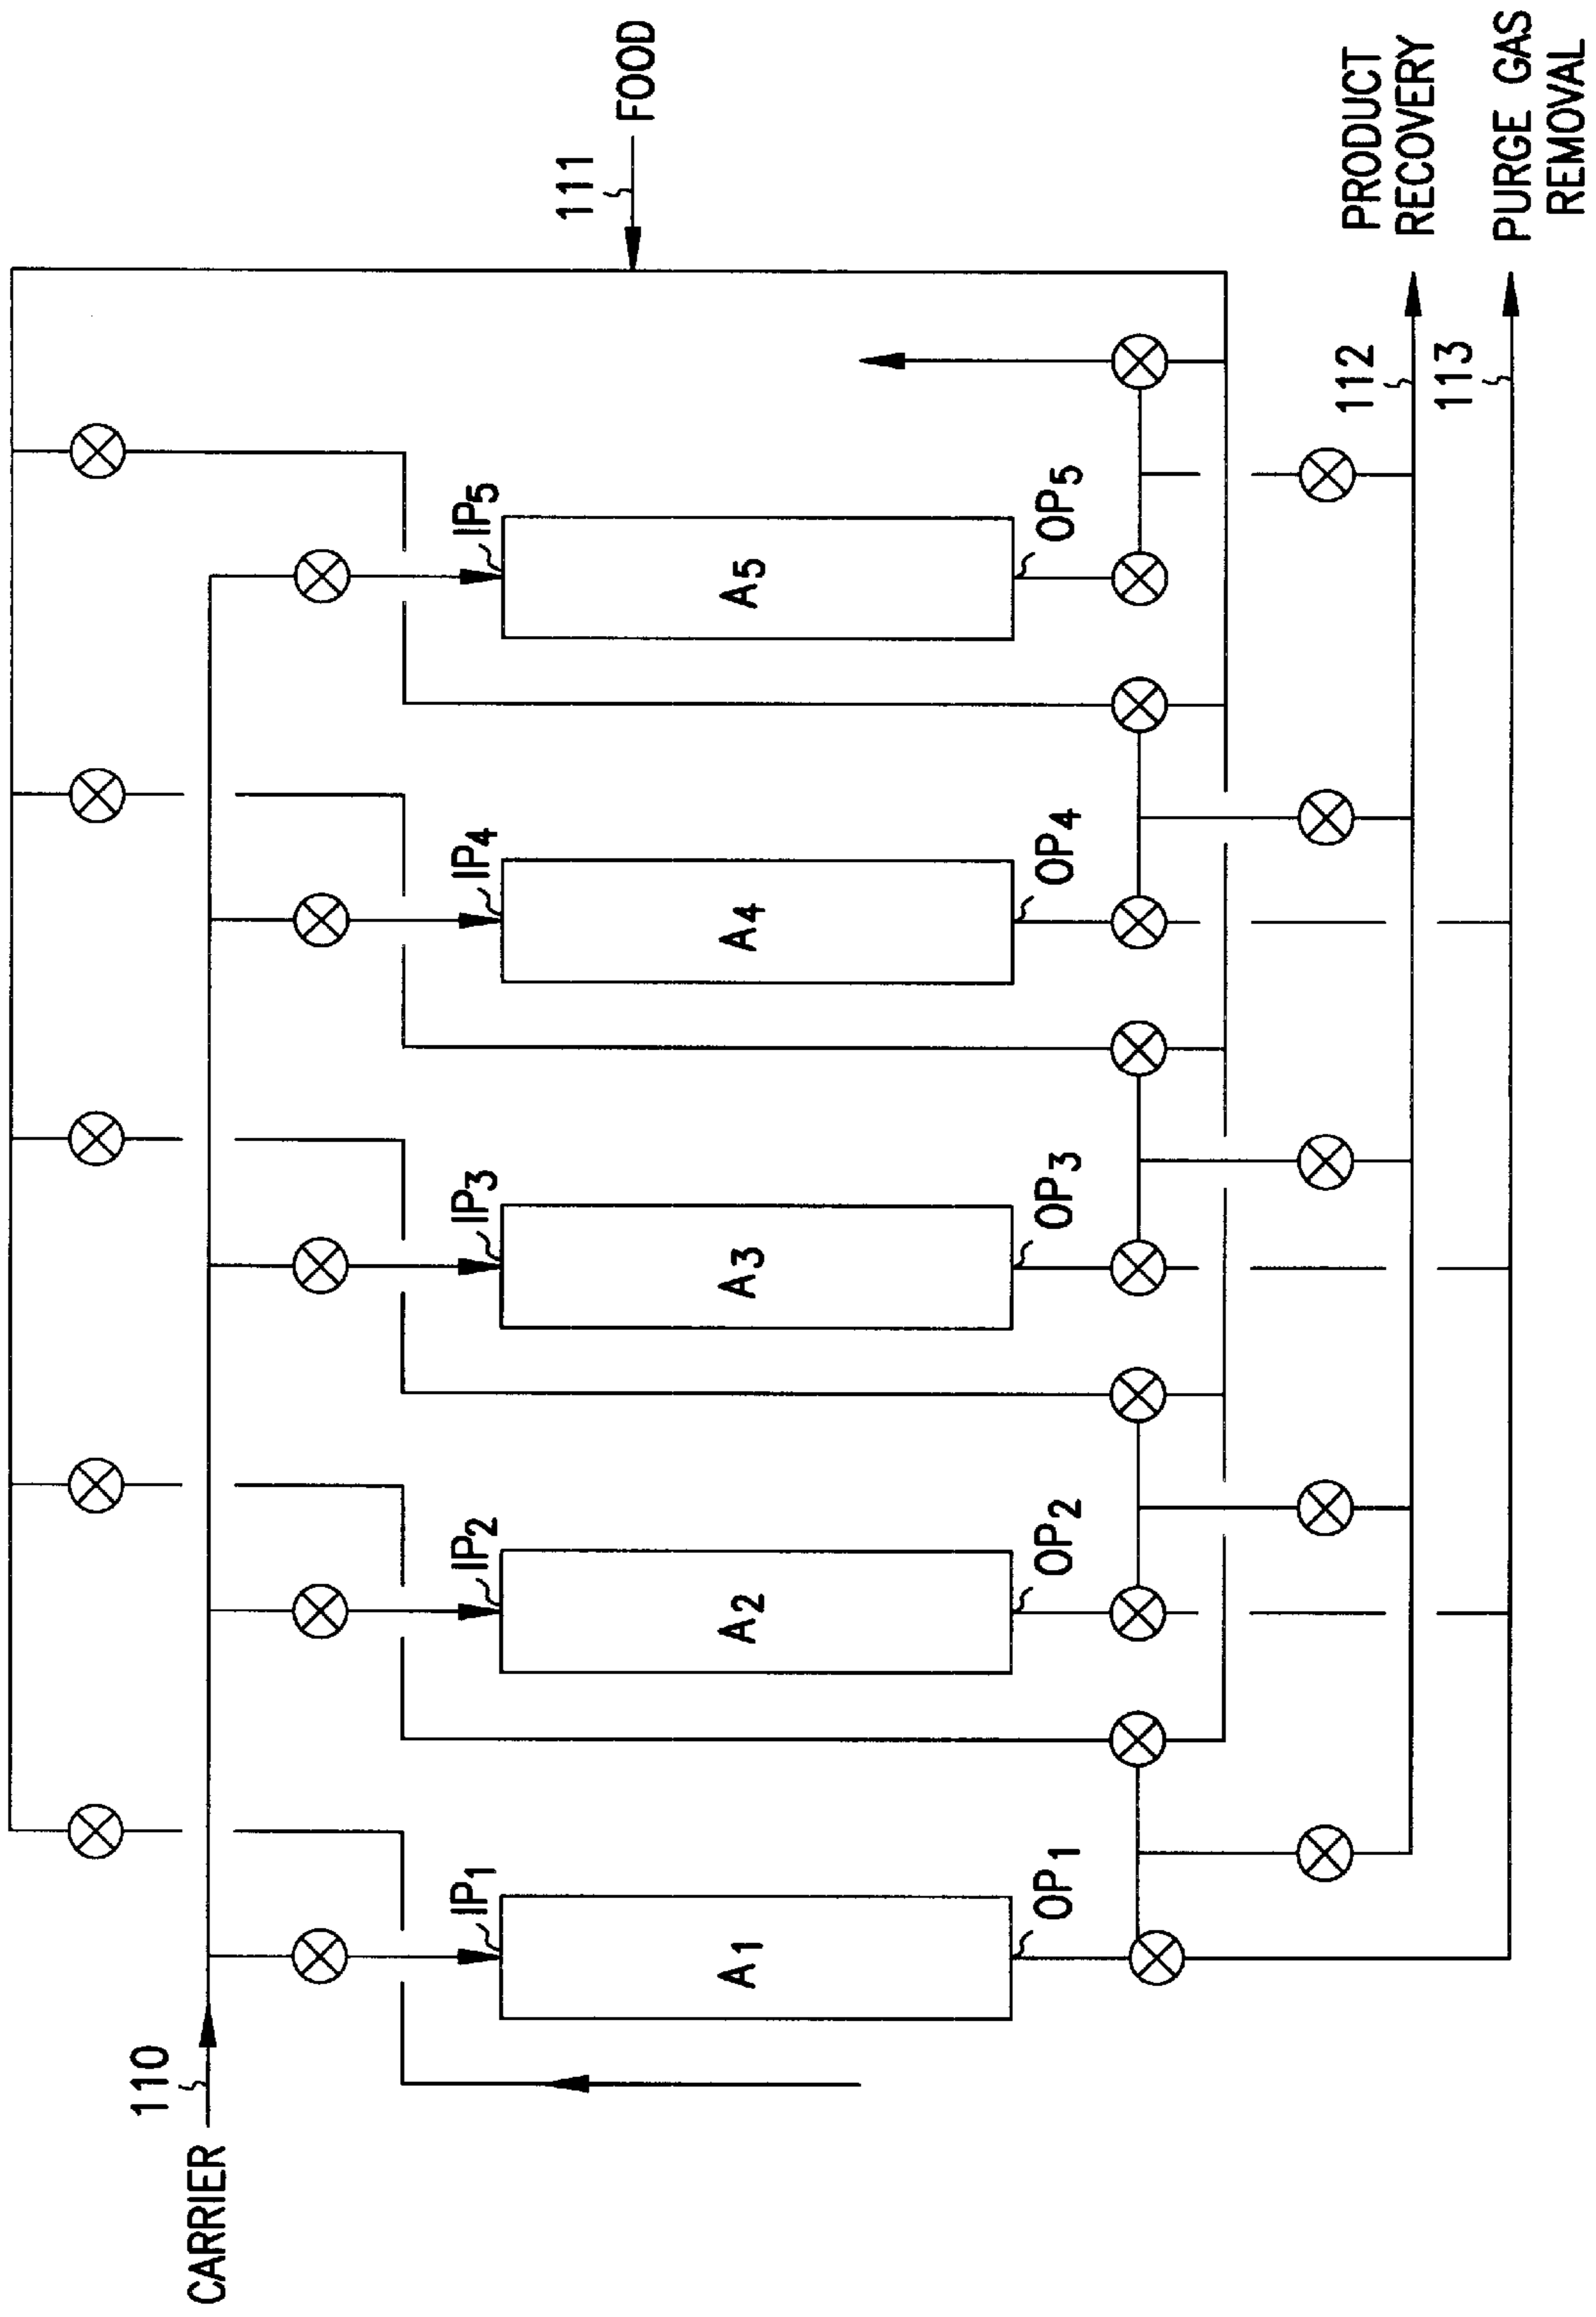 CARRIER
110
111
FOOD
IP1
IP2
IP3
IP4
IP5
A1
A2
A3
A4
A5
OP1
OP2
OP3
OP4
OP5
112
PRODUCT
RECOVERY
113
PURGE GAS
REMOVAL